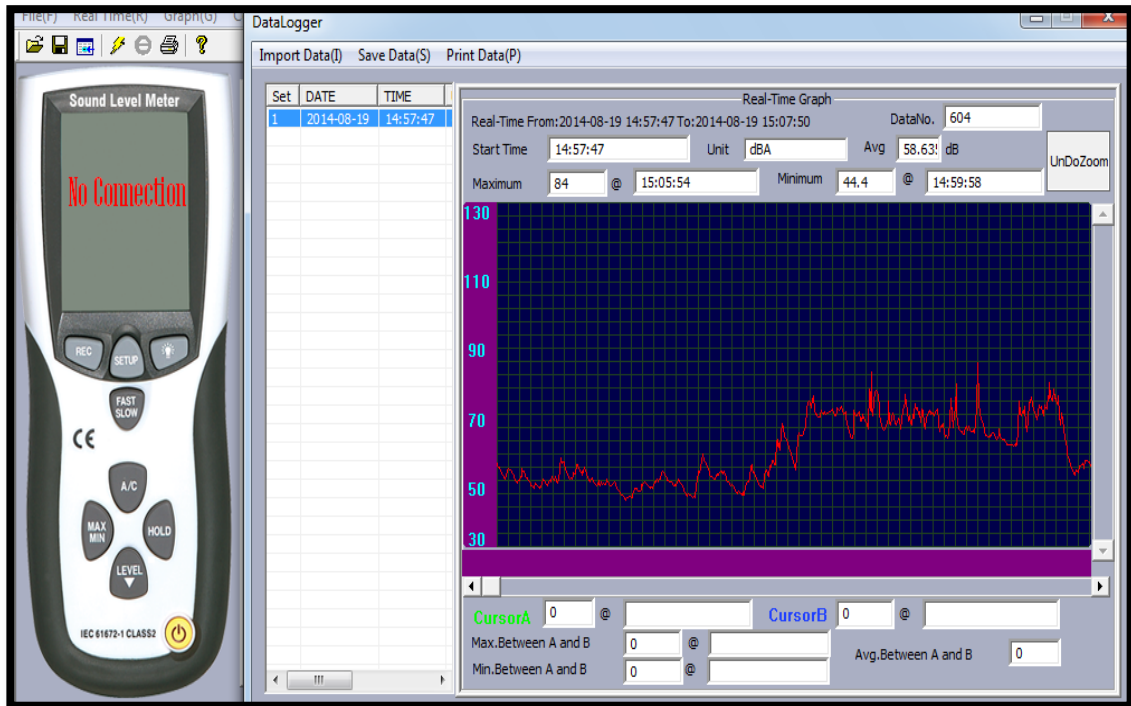 File(F) Real Time(R) Graph(G)
Sound Level Meter
No Connection
REC
SETUP
FAST
SLOW
CE
A/C
MAX
MIN
HOLD
LEVEL
IEC 61672-1 CLASS2
DataLogger
Import Data(I) Save Data(S) Print Data(P)
Set DATE TIME
1 2014-08-19 14:57:47
Real-Time Graph
Real-Time From:2014-08-19 14:57:47 To:2014-08-19 15:07:50 DataNo. 604
Start Time 14:57:47 Unit dBA Avg 58.63 dB
UnDoZoom
Maximum 84 @ 15:05:54 Minimum 44.4 @ 14:59:58
130
110
90
70
50
30
CursorA 0 @ CursorB 0 @
Max.Between A and B 0 @
Avg.Between A and B 0
Min.Between A and B 0 @